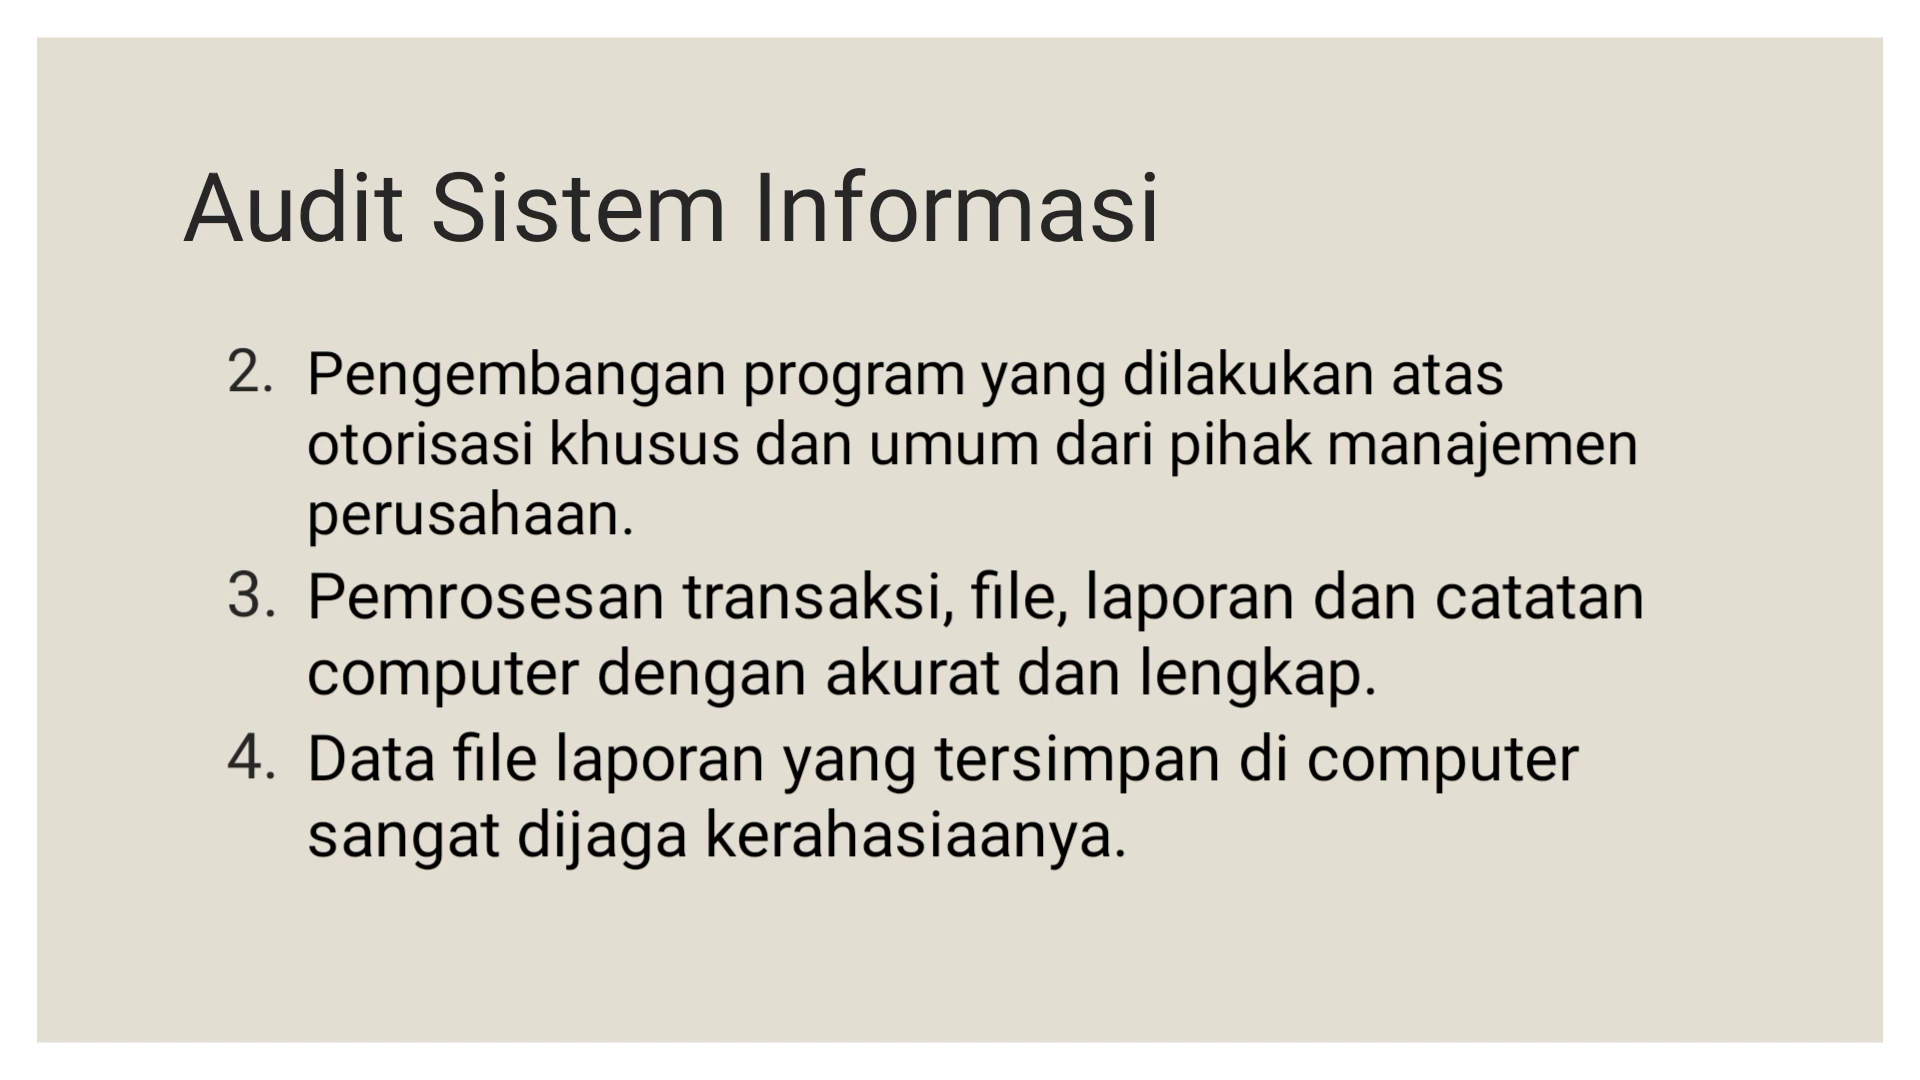 Audit Sistem Informasi
2. Pengembangan program yang dilakukan atas
otorisasi khusus dan umum dari pihak manajemen
perusahaan.
3. Pemrosesan transaksi, file, laporan dan catatan
computer dengan akurat dan lengkap.
4. Data file laporan yang tersimpan di computer
sangat dijaga kerahasiaanya.